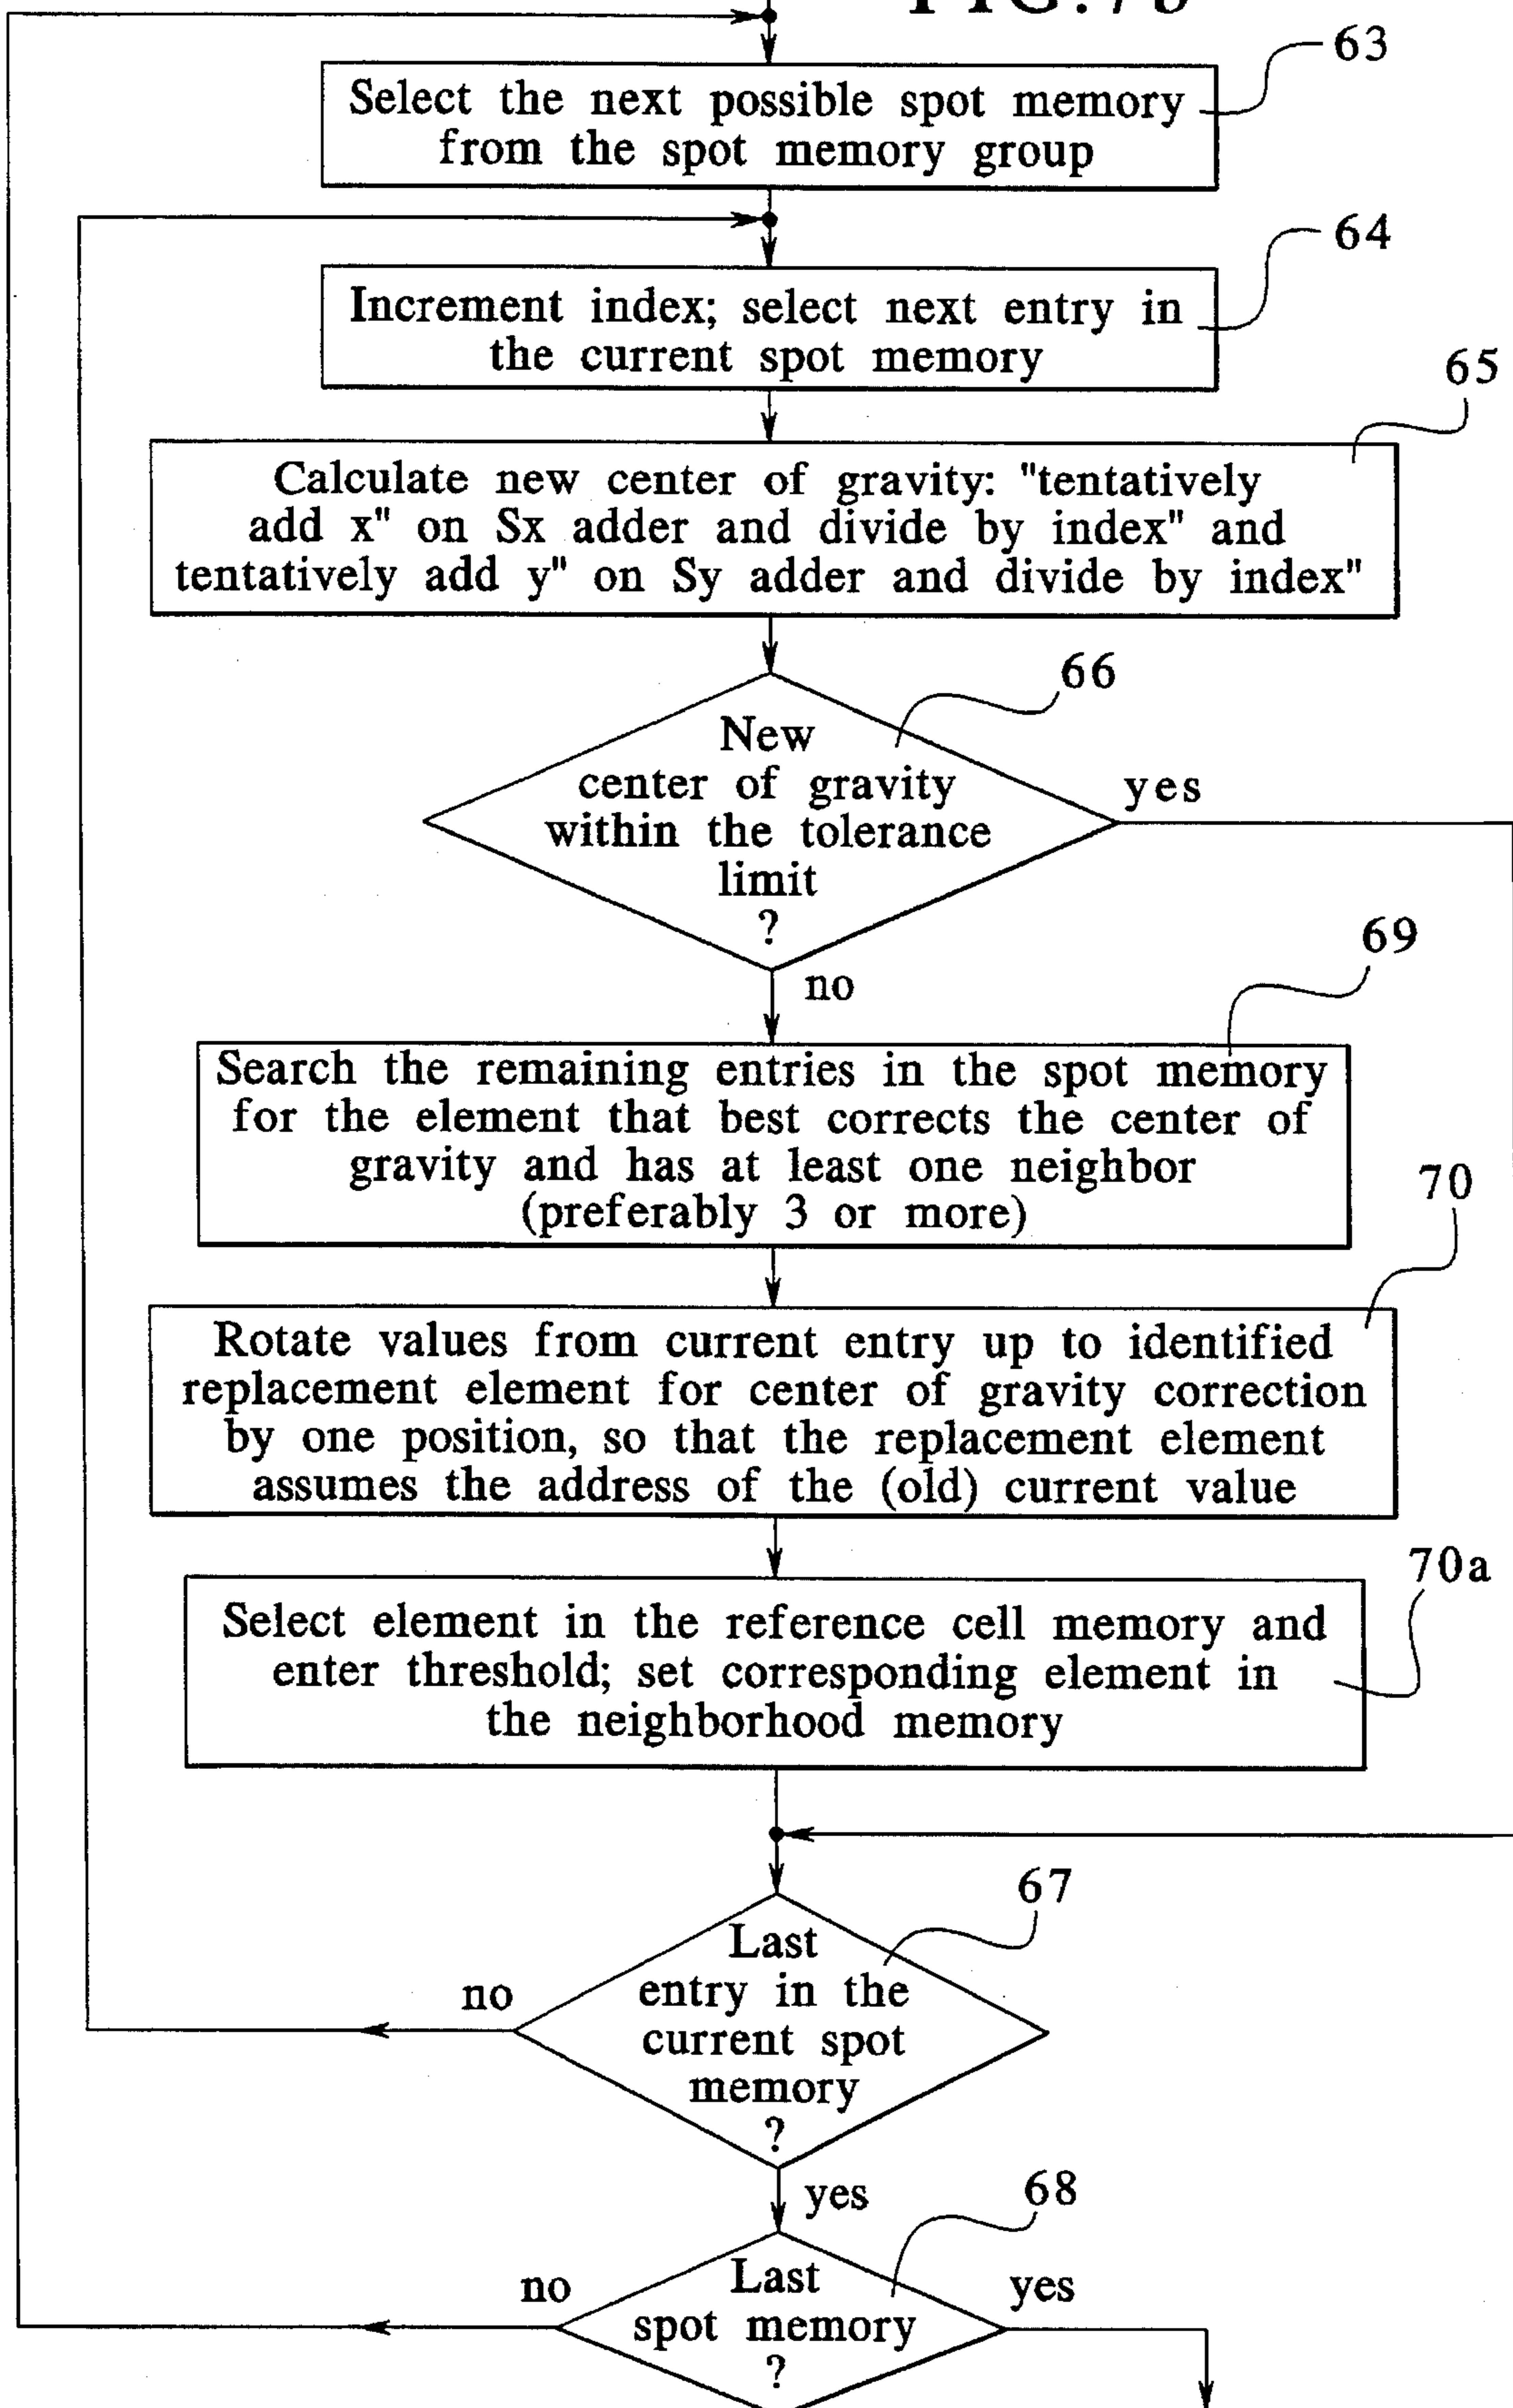 FIG. 7b
63
Select the next possible spot memory
from the spot memory group
64
Increment index; select next entry in
the current spot memory
65
Calculate new center of gravity: "tentatively
add x" on Sx adder and divide by index" and
tentatively add y" on Sy adder and divide by index"
66
New
center of gravity
within the tolerance
limit
?
yes
no
69
Search the remaining entries in the spot memory
for the element that best corrects the center of
gravity and has at least one neighbor
(preferably 3 or more)
70
Rotate values from current entry up to identified
replacement element for center of gravity correction
by one position, so that the replacement element
assumes the address of the (old) current value
70a
Select element in the reference cell memory and
enter threshold; set corresponding element in
the neighborhood memory
67
Last
entry in the
current spot
memory
?
no
yes
68
Last
spot memory
?
no
yes